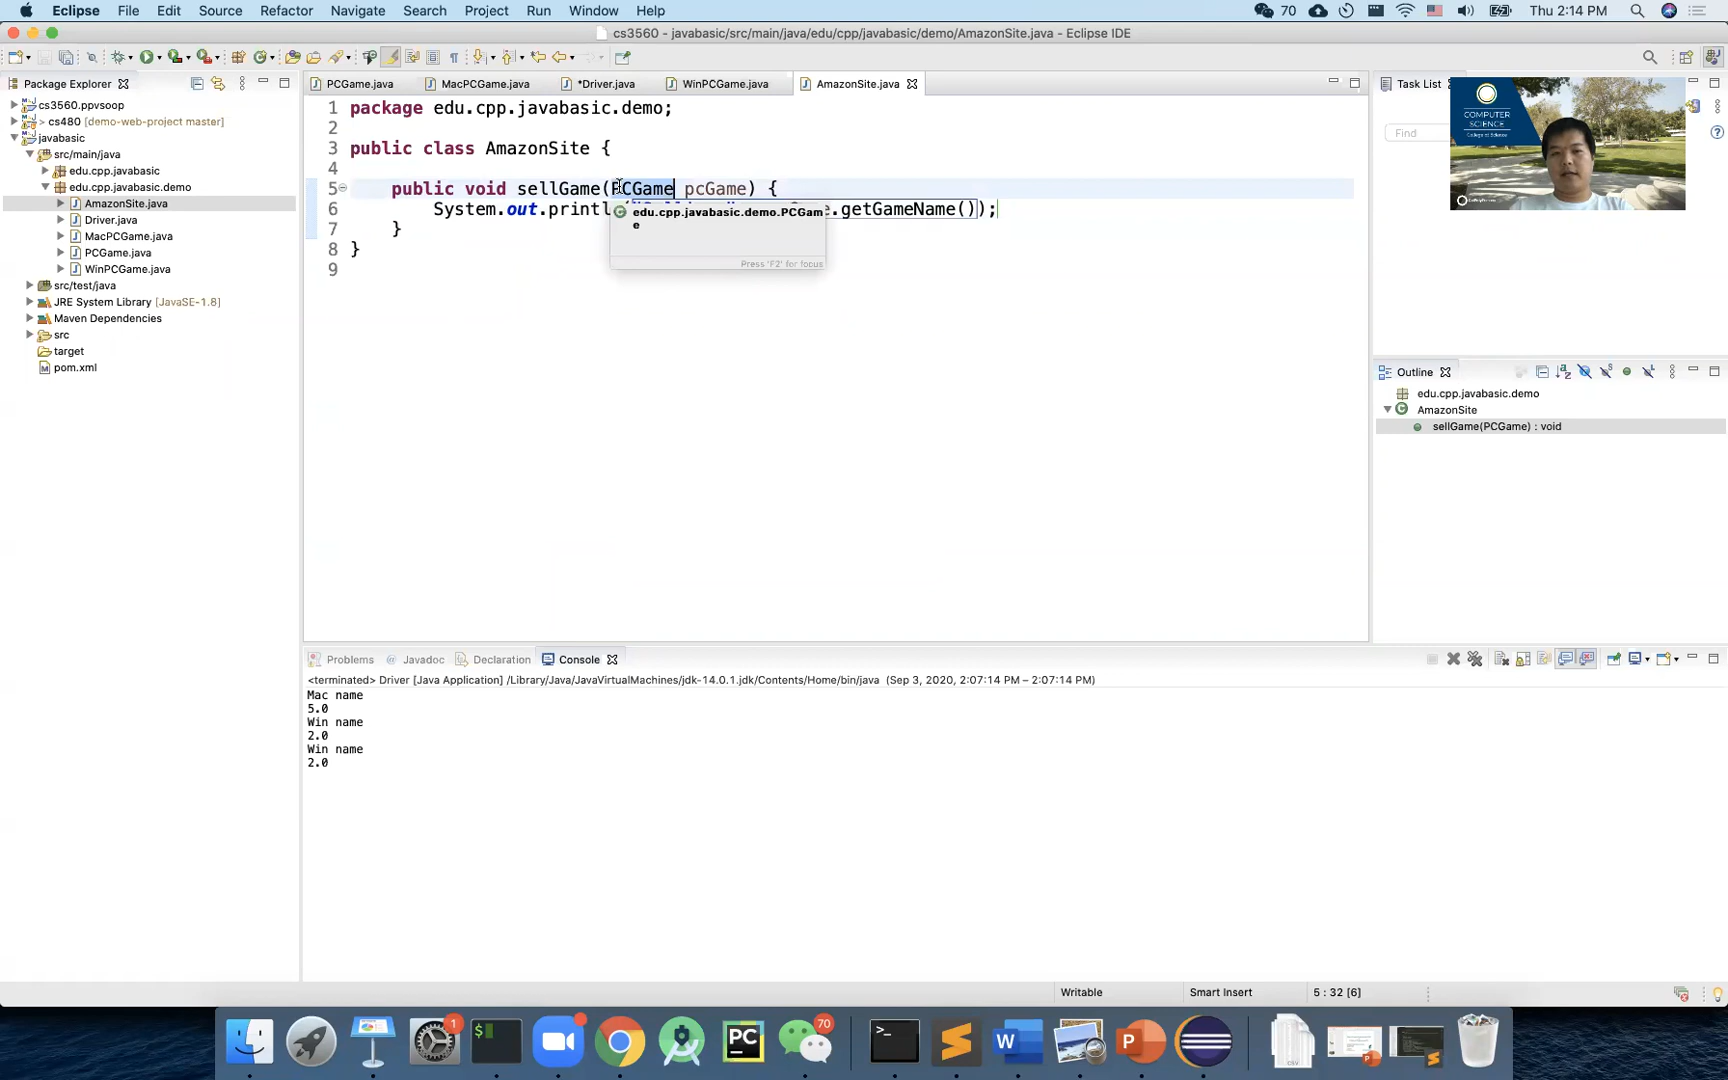 Eclipse File Edit Source Refactor Navigate Search Project Run Window Help 70 Thu 2:14 PM
cs3560 - javabasic/src/main/java/edu/cpp/javabasic/demo/AmazonSite.java - Eclipse IDE
Package Explorer
cs3560.ppvsoop
> cs480 [demo-web-project master]
javabasic
src/main/java
edu.cpp.javabasic
edu.cpp.javabasic.demo
AmazonSite.java
Driver.java
MacPCGame.java
PCGame.java
WinPCGame.java
src/test/java
JRE System Library [JavaSE-1.8]
Maven Dependencies
src
target
pom.xml
PCGame.java MacPCGame.java *Driver.java WinPCGame.java AmazonSite.java
1 package edu.cpp.javabasic.demo;
2
3 public class AmazonSite {
4
5 public void sellGame(PCGame pcGame) {
6 System.out.printl .getGameName());
7 }
8 }
9
edu.cpp.javabasic.demo.PCGam
e
Press 'F2' for focus
Task List
Find
COMPUTER
SCIENCE
College of Science
Outline
edu.cpp.javabasic.demo
AmazonSite
sellGame(PCGame) : void
Problems Javadoc Declaration Console
<terminated> Driver [Java Application] /Library/Java/JavaVirtualMachines/jdk-14.0.1.jdk/Contents/Home/bin/java (Sep 3, 2020, 2:07:14 PM – 2:07:14 PM)
Mac name
5.0
Win name
2.0
Win name
2.0
Writable Smart Insert 5 : 32 [6]
1 $ PC 70 >_ W P CSV